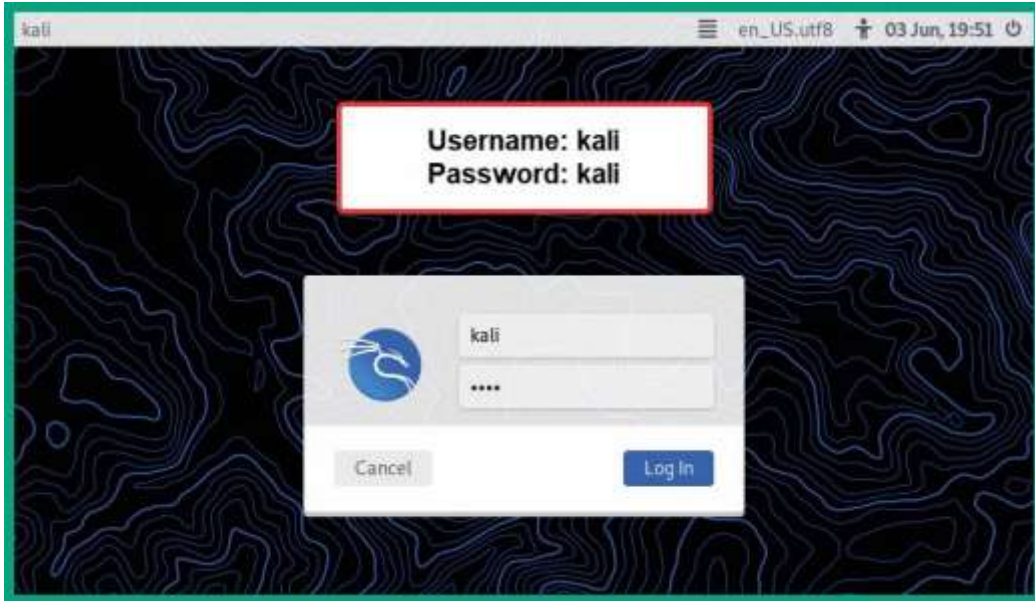 kali
en_US.utf8
03 Jun, 19:51
Username: kali
Password: kali
kali
••••
Cancel
Log In